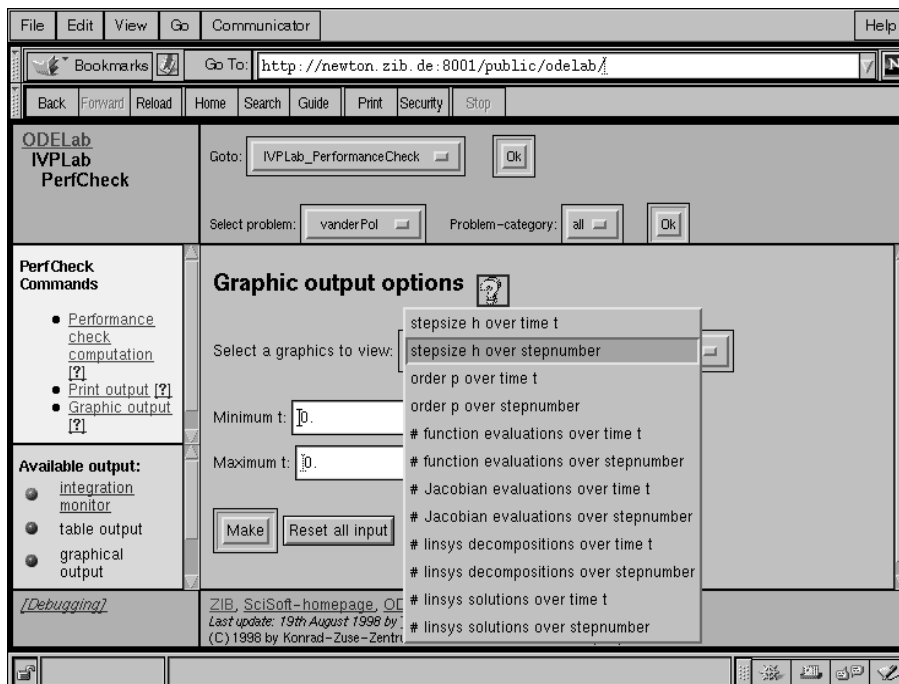 File Edit View Go Communicator Help
Bookmarks Go To: http://newton.zib.de:8001/public/odelab/
N
Back Forward Reload Home Search Guide Print Security Stop
ODELab
IVPLab
PerfCheck
Goto: IVPLab_PerformanceCheck Ok
Select problem: vanderPol Problem-category: all Ok
PerfCheck
Commands
Performance
check
computation
[?]
Print output [?]
Graphic output
[?]
Available output:
integration
monitor
table output
graphical
output
[Debugging]
Graphic output options ?
Select a graphics to view:
stepsize h over time t
stepsize h over stepnumber
order p over time t
order p over stepnumber
# function evaluations over time t
# function evaluations over stepnumber
# Jacobian evaluations over time t
# Jacobian evaluations over stepnumber
# linsys decompositions over time t
# linsys decompositions over stepnumber
# linsys solutions over time t
# linsys solutions over stepnumber
Minimum t: 0.
Maximum t: 0.
Make Reset all input
ZIB, SciSoft-homepage,
Last update: 19th August 1998 by
(C) 1998 by